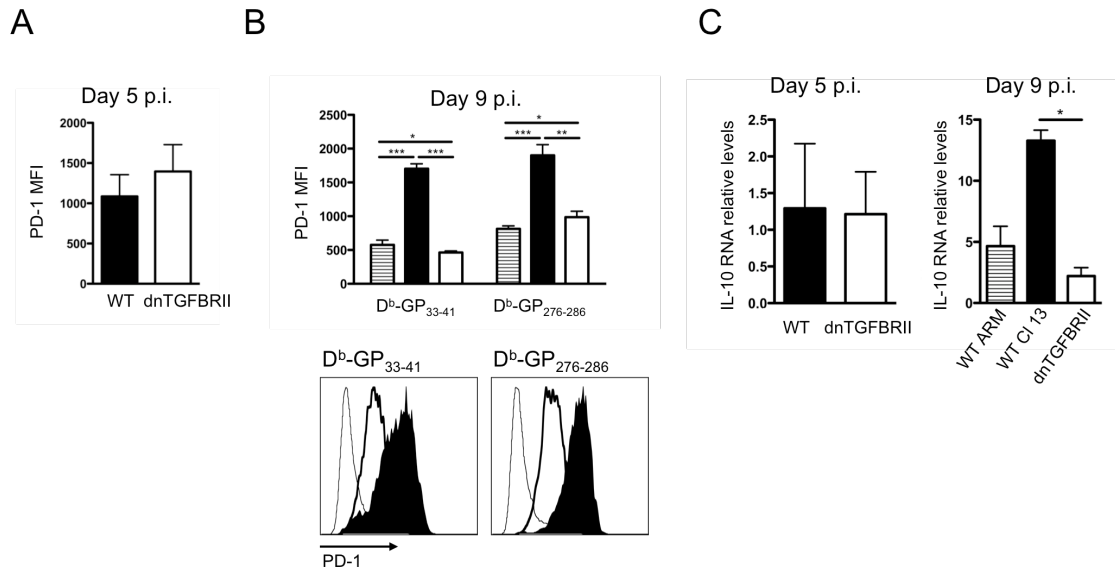 A
B
C
Day 5 p.i.
PD-1 MFI
2000
1500
1000
500
0
WT dnTGFBRII
Day 9 p.i.
PD-1 MFI
2500
2000
1500
1000
500
0
*
*** ***
*
*** **
Dᵇ-GP₃₃₋₄₁ Dᵇ-GP₂₇₆₋₂₈₆
Dᵇ-GP₃₃₋₄₁ Dᵇ-GP₂₇₆₋₂₈₆
PD-1
Day 5 p.i.
IL-10 RNA relative levels
2.5
2.0
1.5
1.0
0.5
0.0
WT dnTGFBRII
Day 9 p.i.
IL-10 RNA relative levels
15
10
5
0
*
WT ARM
WT Cl 13
dnTGFBRII